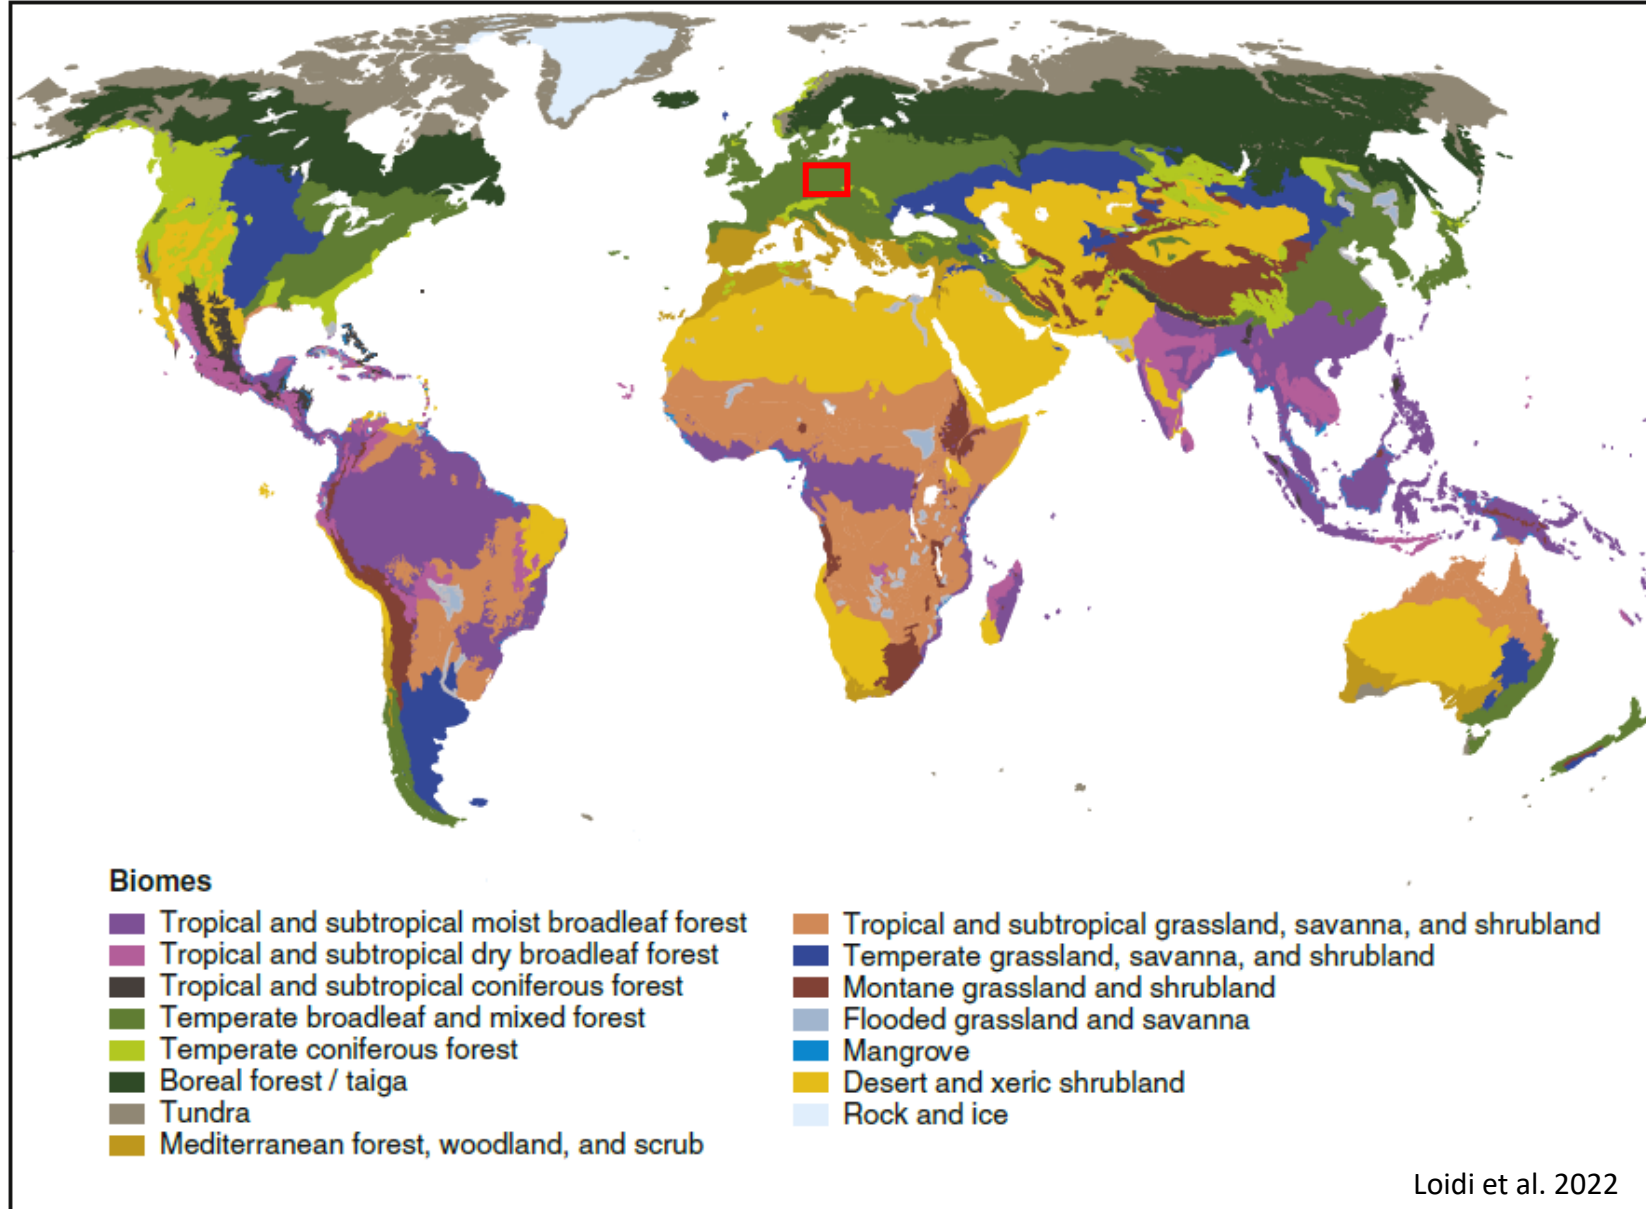 Biomes
Tropical and subtropical moist broadleaf forest
Tropical and subtropical dry broadleaf forest
Tropical and subtropical coniferous forest
Temperate broadleaf and mixed forest
Temperate coniferous forest
Boreal forest / taiga
Tundra
Mediterranean forest, woodland, and scrub
Tropical and subtropical grassland, savanna, and shrubland
Temperate grassland, savanna, and shrubland
Montane grassland and shrubland
Flooded grassland and savanna
Mangrove
Desert and xeric shrubland
Rock and ice
Loidi et al. 2022